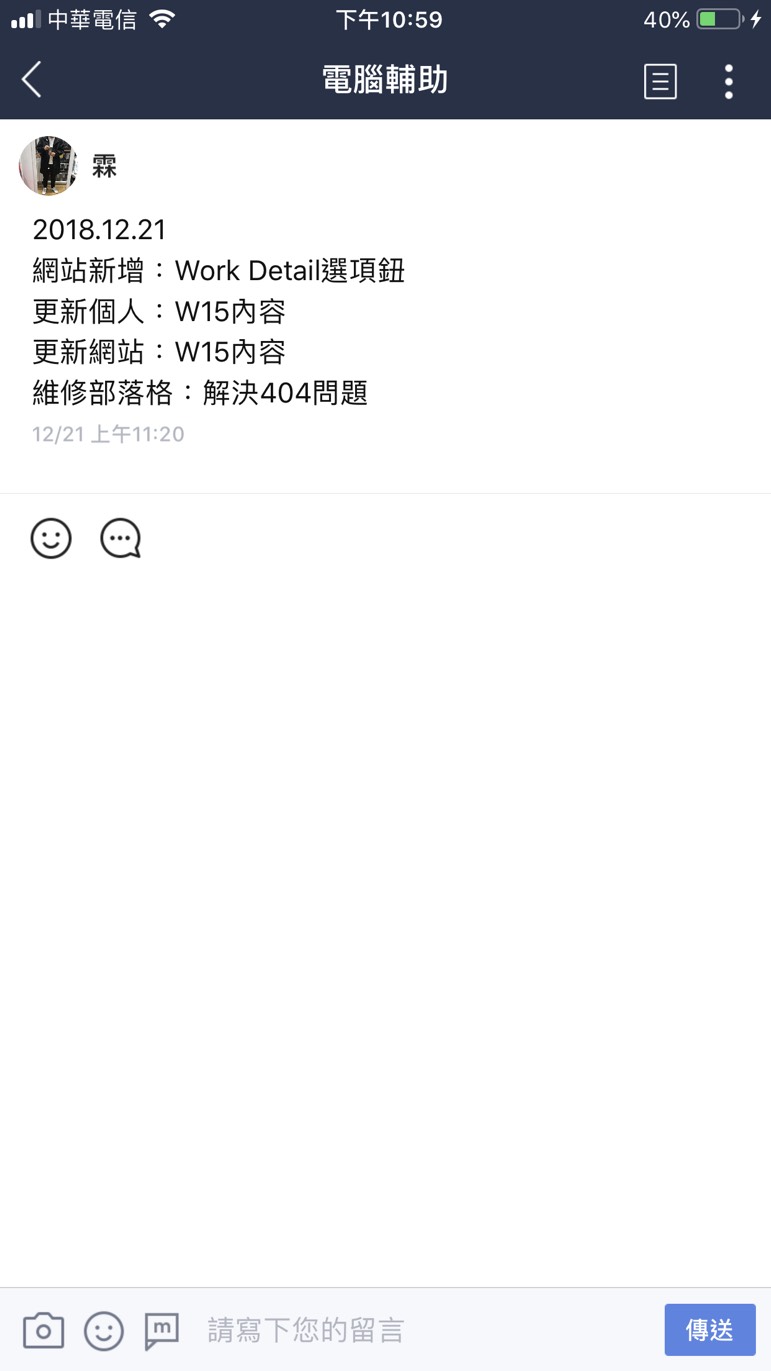 中華電信 下午10:59 40%
電腦輔助
霖
2018.12.21
網站新增：Work Detail選項鈕
更新個人：W15內容
更新網站：W15內容
維修部落格：解決404問題
12/21 上午11:20
m 請寫下您的留言 傳送